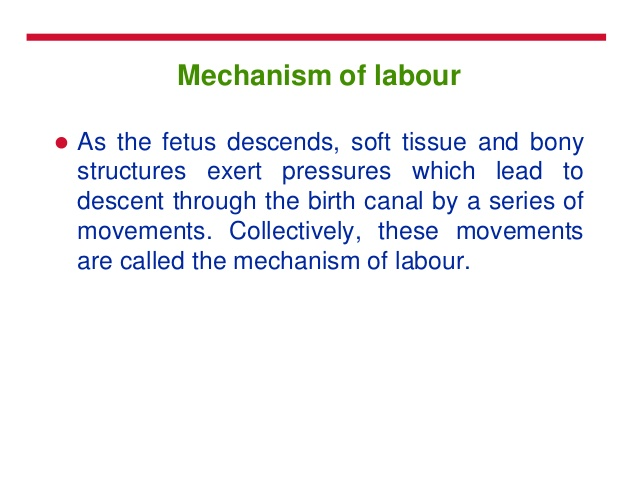 Mechanism of labour
As the fetus descends, soft tissue and bony
structures exert pressures which lead to
descent through the birth canal by a series of
movements. Collectively, these movements
are called the mechanism of labour.